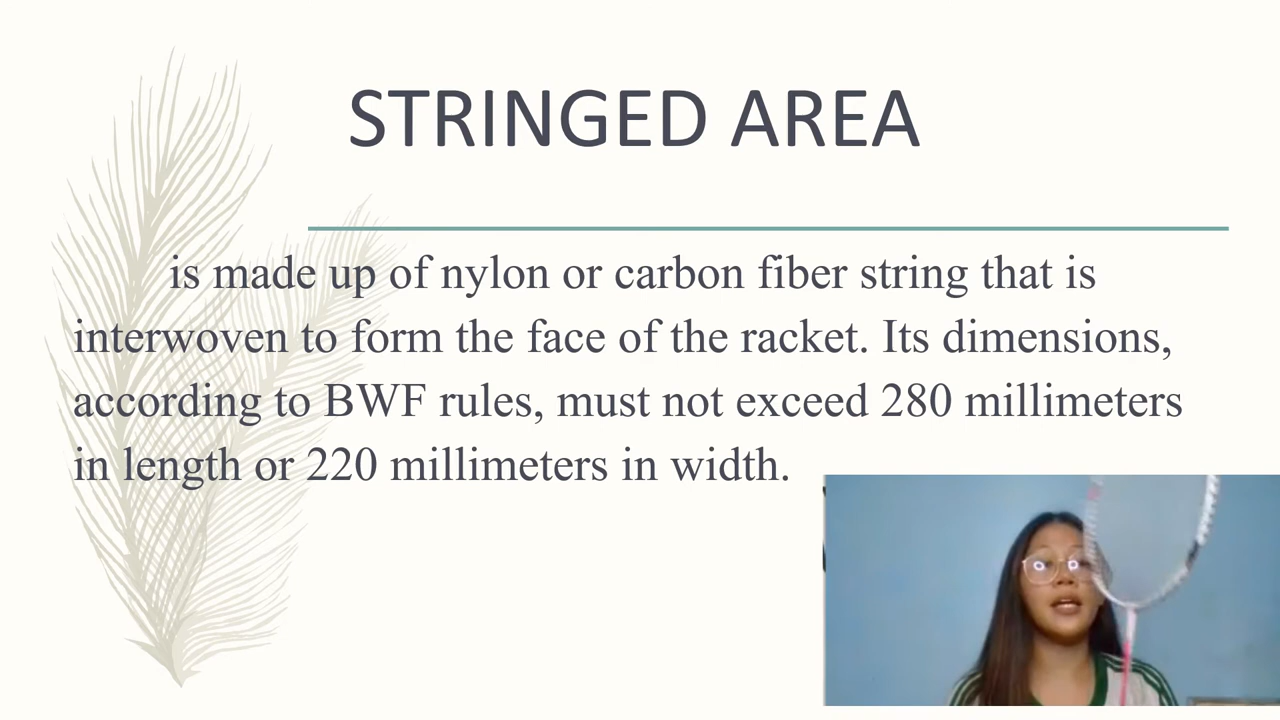 STRINGED AREA
is made up of nylon or carbon fiber string that is
interwoven to form the face of the racket. Its dimensions,
according to BWF rules, must not exceed 280 millimeters
in length or 220 millimeters in width.